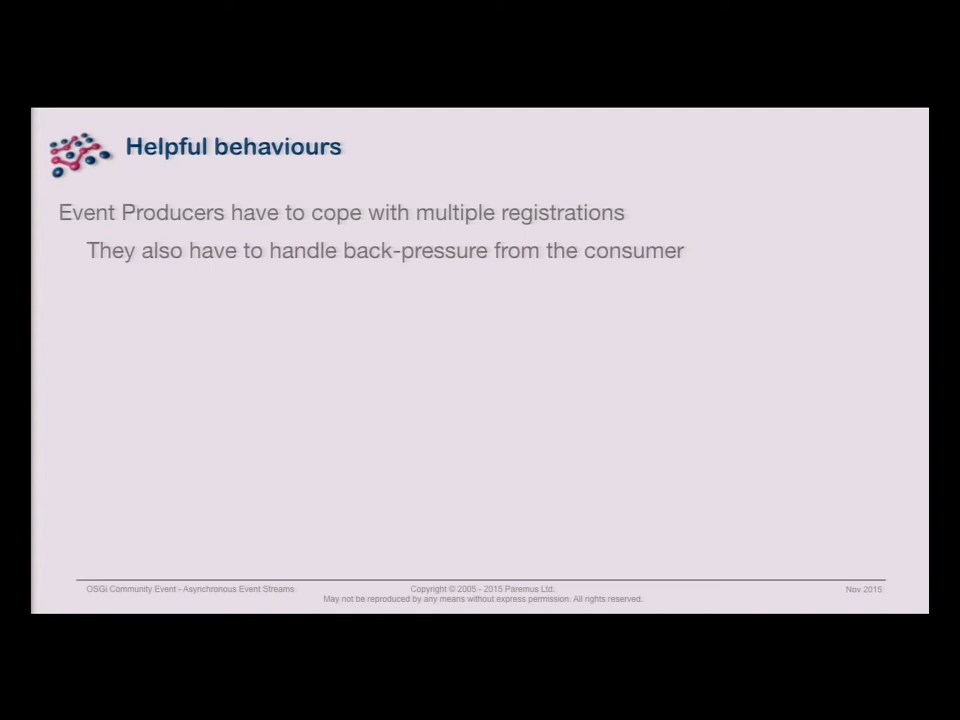 Helpful behaviours
Event Producers have to cope with multiple registrations
They also have to handle back-pressure from the consumer
OSGi Community Event - Asynchronous Event Streams
Copyright © 2005 - 2015 Paremus Ltd.
May not be reproduced by any means without express permission. All rights reserved.
Nov 2015